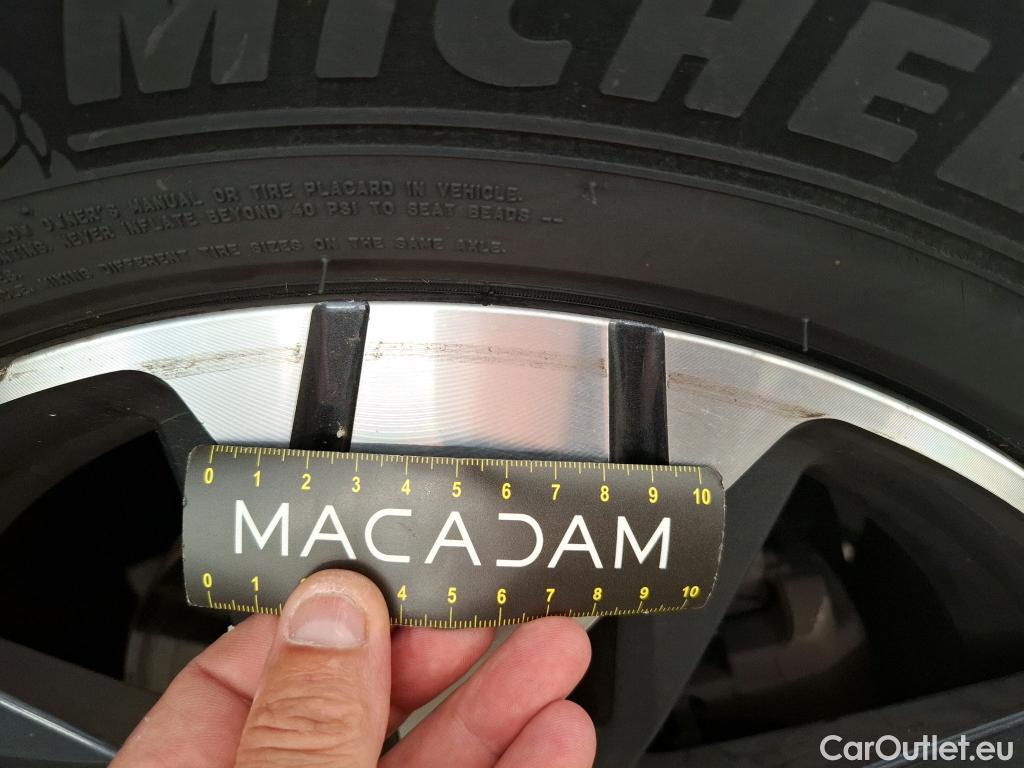 MICHE
MANUAL OR TIRE PLACARD IN VEHICLE.
NEVER INFLATE BEYOND 40 PSI TO SEAT BEADS --
MIXING DIFFERENT TIRE SIZES ON THE SAME AXLE.
0 1 2 3 4 5 6 7 8 9 10
MACADAM
0 1 4 5 6 7 8 9 10
CarOutlet.eu